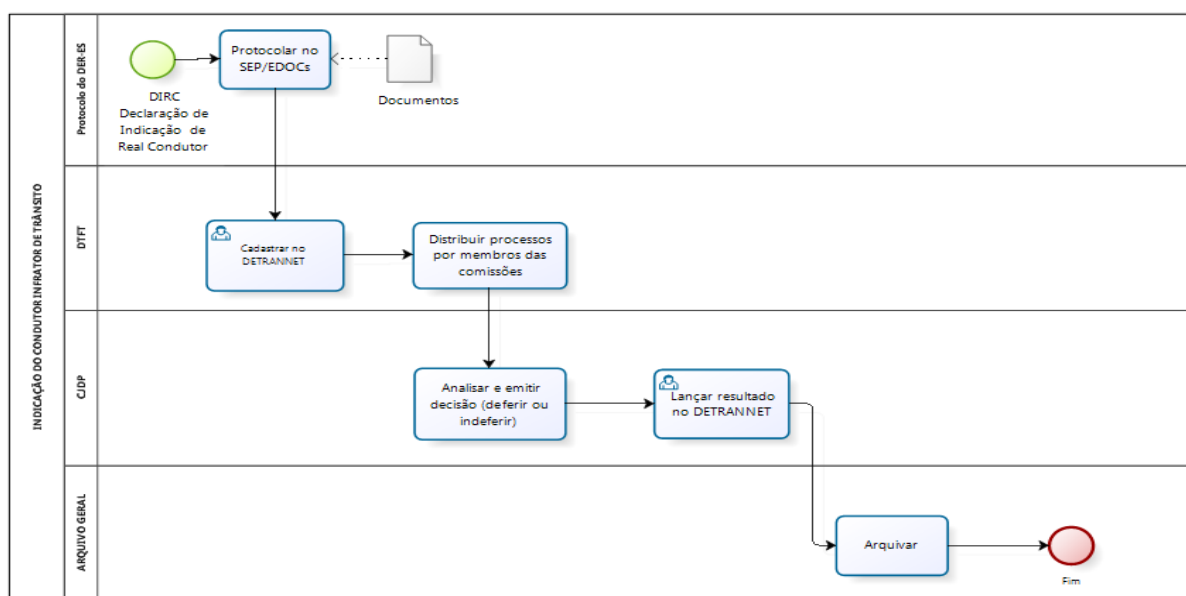 INDICAÇÃO DO CONDUTOR INFRATOR DE TRÂNSITO
Protocolo do DER-ES
DIRC
Declaração de
Indicação de
Real Condutor
Protocolar no
SEP/EDOCs
Documentos
DTFT
Cadastrar no
DETRANNET
Distribuir processos
por membros das
comissões
CJDP
Analisar e emitir
decisão (deferir ou
indeferir)
Lançar resultado
no DETRANNET
ARQUIVO GERAL
Arquivar
Fim